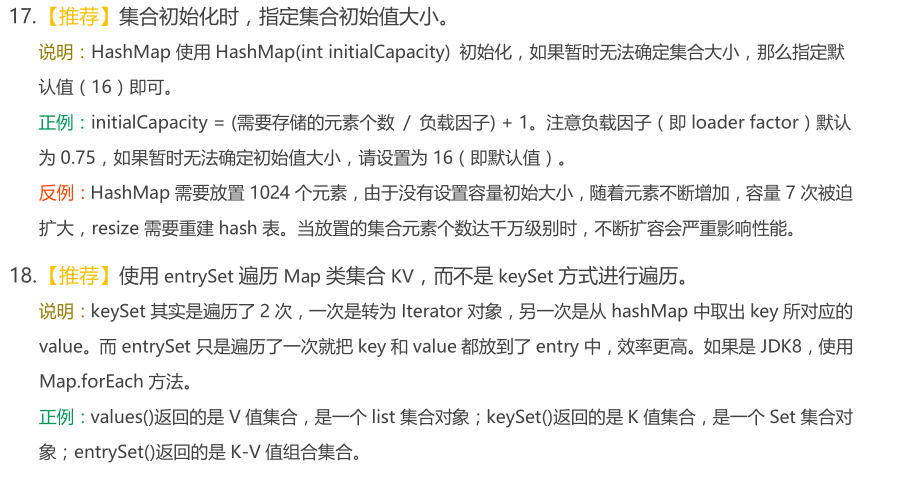 17.【推荐】集合初始化时，指定集合初始值大小。
说明：HashMap 使用 HashMap(int initialCapacity) 初始化，如果暂时无法确定集合大小，那么指定默
认值（16）即可。
正例：initialCapacity = (需要存储的元素个数 / 负载因子) + 1。注意负载因子（即 loader factor）默认
为 0.75，如果暂时无法确定初始值大小，请设置为 16（即默认值）。
反例：HashMap 需要放置 1024 个元素，由于没有设置容量初始大小，随着元素不断增加，容量 7 次被迫
扩大，resize 需要重建 hash 表。当放置的集合元素个数达千万级别时，不断扩容会严重影响性能。
18.【推荐】使用 entrySet 遍历 Map 类集合 KV，而不是 keySet 方式进行遍历。
说明：keySet 其实是遍历了 2 次，一次是转为 Iterator 对象，另一次是从 hashMap 中取出 key 所对应的
value。而 entrySet 只是遍历了一次就把 key 和 value 都放到了 entry 中，效率更高。如果是 JDK8，使用
Map.forEach 方法。
正例：values()返回的是 V 值集合，是一个 list 集合对象；keySet()返回的是 K 值集合，是一个 Set 集合对
象；entrySet()返回的是 K-V 值组合集合。